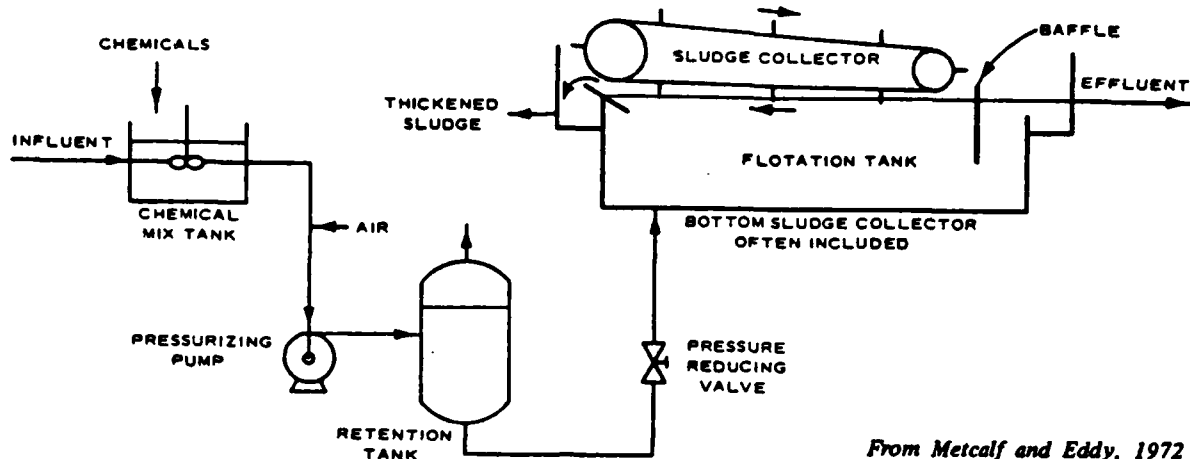 CHEMICALS
INFLUENT
CHEMICAL
MIX TANK
AIR
PRESSURIZING
PUMP
RETENTION
TANK
THICKENED
SLUDGE
SLUDGE COLLECTOR
BAFFLE
EFFLUENT
FLOTATION TANK
BOTTOM SLUDGE COLLECTOR
OFTEN INCLUDED
PRESSURE
REDUCING
VALVE
From Metcalf and Eddy, 1972